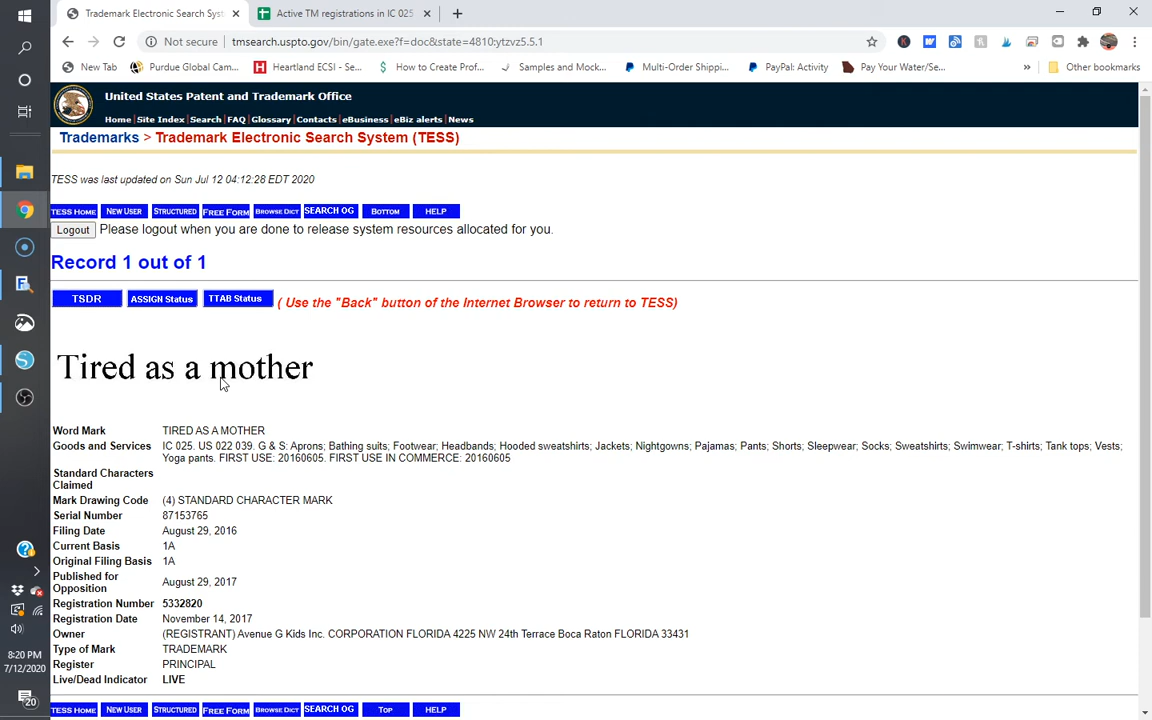 Trademark Electronic Search Syst
Active TM registrations in IC 025
Not secure | tmsearch.uspto.gov/bin/gate.exe?f=doc&state=4810:ytzvz5.5.1
New Tab Purdue Global Cam... Heartland ECSI - Se... How to Create Prof... Samples and Mock... Multi-Order Shippi... PayPal: Activity Pay Your Water/Se... » Other bookmarks
United States Patent and Trademark Office
Home | Site Index | Search | FAQ | Glossary | Contacts | eBusiness | eBiz alerts | News
Trademarks > Trademark Electronic Search System (TESS)
TESS was last updated on Sun Jul 12 04:12:28 EDT 2020
TESS HOME NEW USER STRUCTURED FREE FORM BROWSE DICT SEARCH OG BOTTOM HELP
Logout Please logout when you are done to release system resources allocated for you.
Record 1 out of 1
TSDR ASSIGN Status TTAB Status ( Use the "Back" button of the Internet Browser to return to TESS)
Tired as a mother
Word Mark TIRED AS A MOTHER
Goods and Services IC 025. US 022 039. G & S: Aprons; Bathing suits; Footwear; Headbands; Hooded sweatshirts; Jackets; Nightgowns; Pajamas; Pants; Shorts; Sleepwear; Socks; Sweatshirts; Swimwear; T-shirts; Tank tops; Vests;
Yoga pants. FIRST USE: 20160605. FIRST USE IN COMMERCE: 20160605
Standard Characters
Claimed
Mark Drawing Code (4) STANDARD CHARACTER MARK
Serial Number 87153765
Filing Date August 29, 2016
Current Basis 1A
Original Filing Basis 1A
Published for
Opposition August 29, 2017
Registration Number 5332820
Registration Date November 14, 2017
Owner (REGISTRANT) Avenue G Kids Inc. CORPORATION FLORIDA 4225 NW 24th Terrace Boca Raton FLORIDA 33431
Type of Mark TRADEMARK
Register PRINCIPAL
Live/Dead Indicator LIVE
TESS HOME NEW USER STRUCTURED FREE FORM BROWSE DICT SEARCH OG TOP HELP
8:20 PM
7/12/2020
20